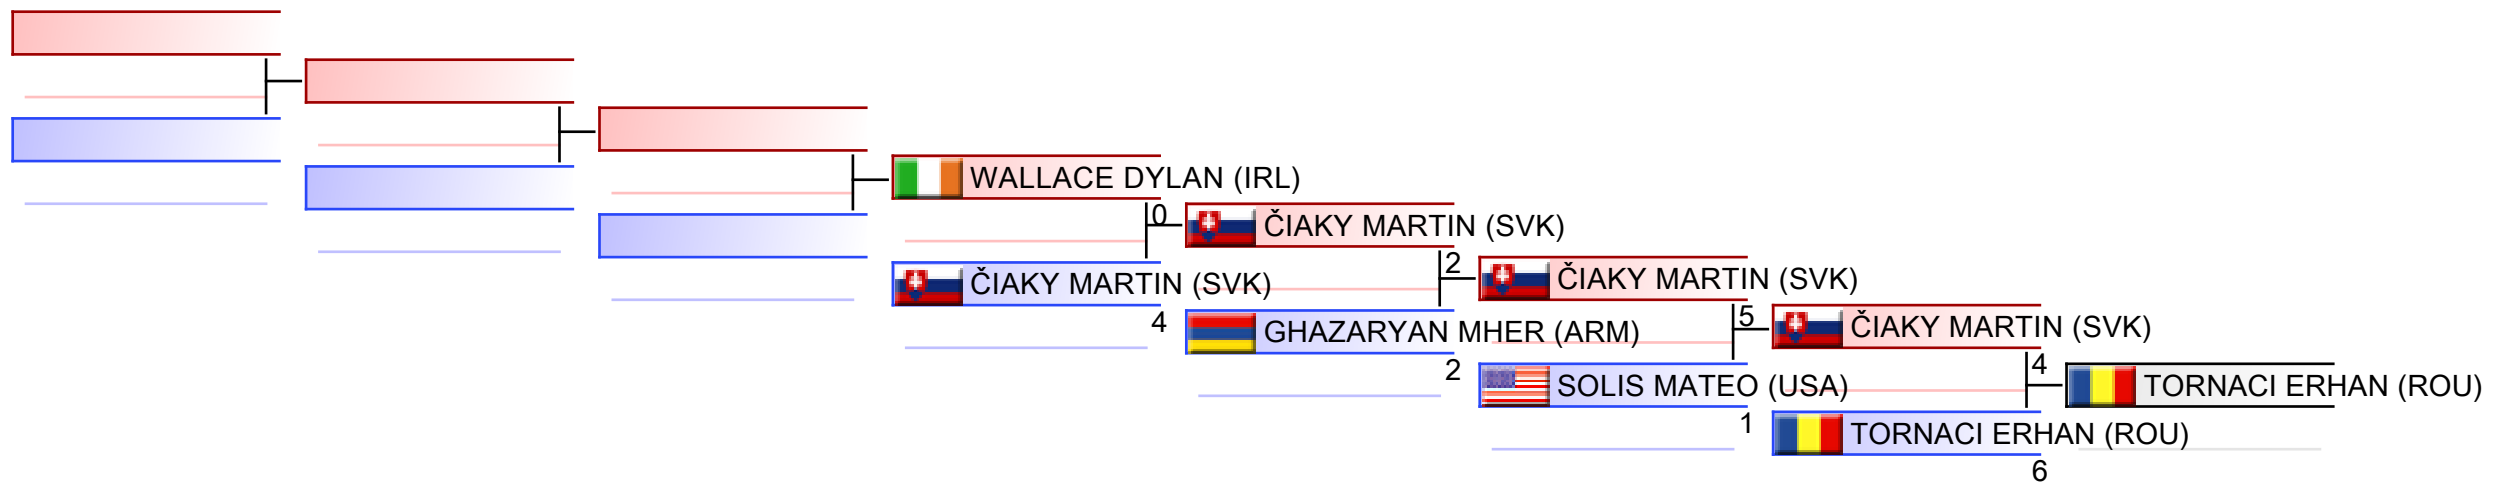 WALLACE DYLAN (IRL)
0
ČIAKY MARTIN (SVK)
4
ČIAKY MARTIN (SVK)
2
GHAZARYAN MHER (ARM)
2
ČIAKY MARTIN (SVK)
5
SOLIS MATEO (USA)
1
ČIAKY MARTIN (SVK)
4
TORNACI ERHAN (ROU)
6
TORNACI ERHAN (ROU)